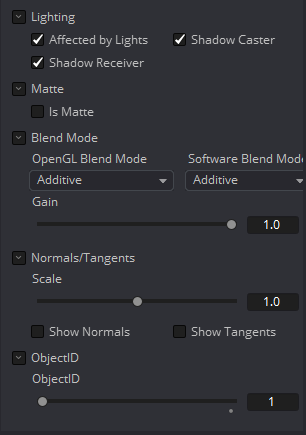 Lighting
Affected by Lights Shadow Caster
Shadow Receiver
Matte
Is Matte
Blend Mode
OpenGL Blend Mode Software Blend Mod
Additive Additive
Gain
1.0
Normals/Tangents
Scale
1.0
Show Normals Show Tangents
ObjectID
ObjectID
1